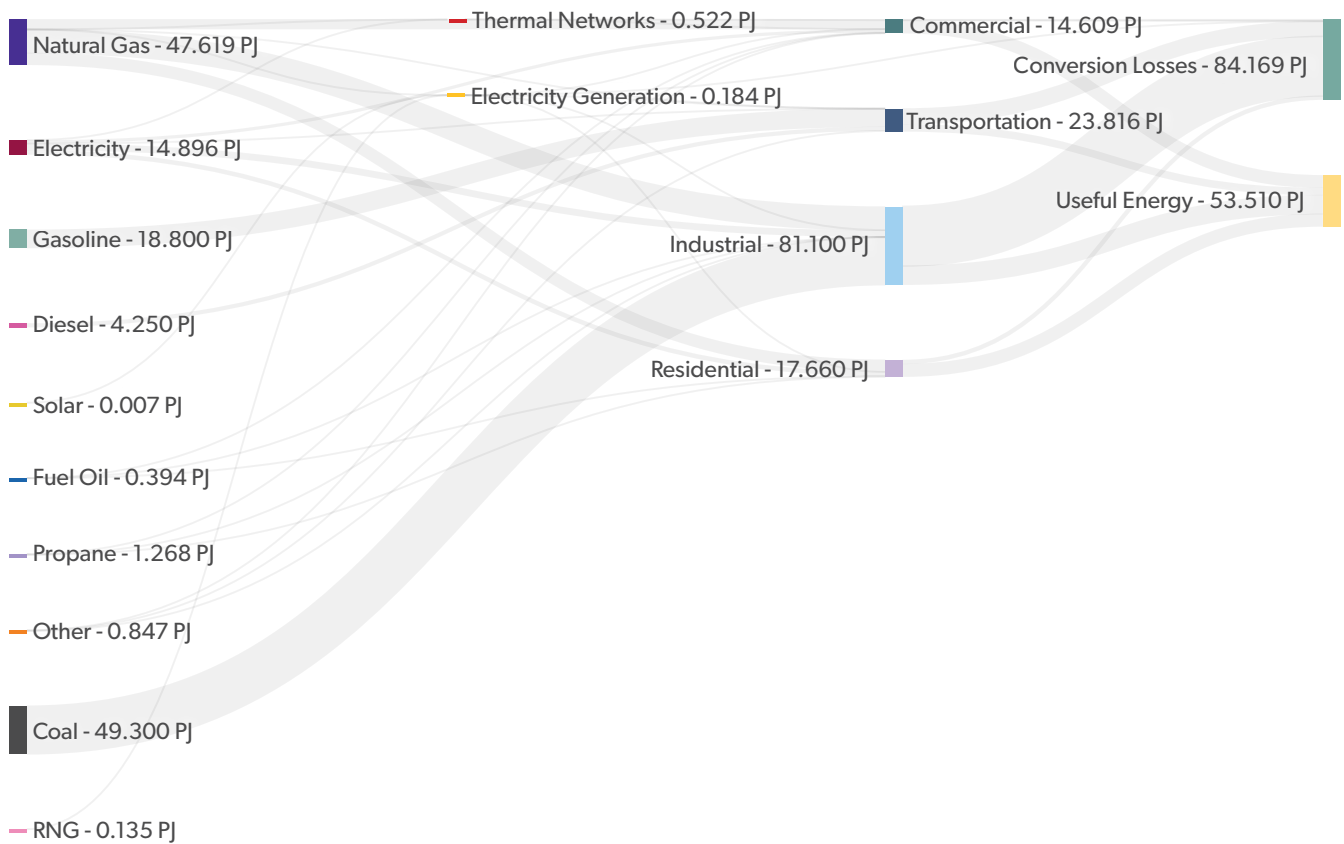 Natural Gas - 47.619 PJ
Electricity - 14.896 PJ
Gasoline - 18.800 PJ
Diesel - 4.250 PJ
Solar - 0.007 PJ
Fuel Oil - 0.394 PJ
Propane - 1.268 PJ
Other - 0.847 PJ
Coal - 49.300 PJ
RNG - 0.135 PJ
Thermal Networks - 0.522 PJ
Electricity Generation - 0.184 PJ
Commercial - 14.609 PJ
Transportation - 23.816 PJ
Industrial - 81.100 PJ
Residential - 17.660 PJ
Conversion Losses - 84.169 PJ
Useful Energy - 53.510 PJ